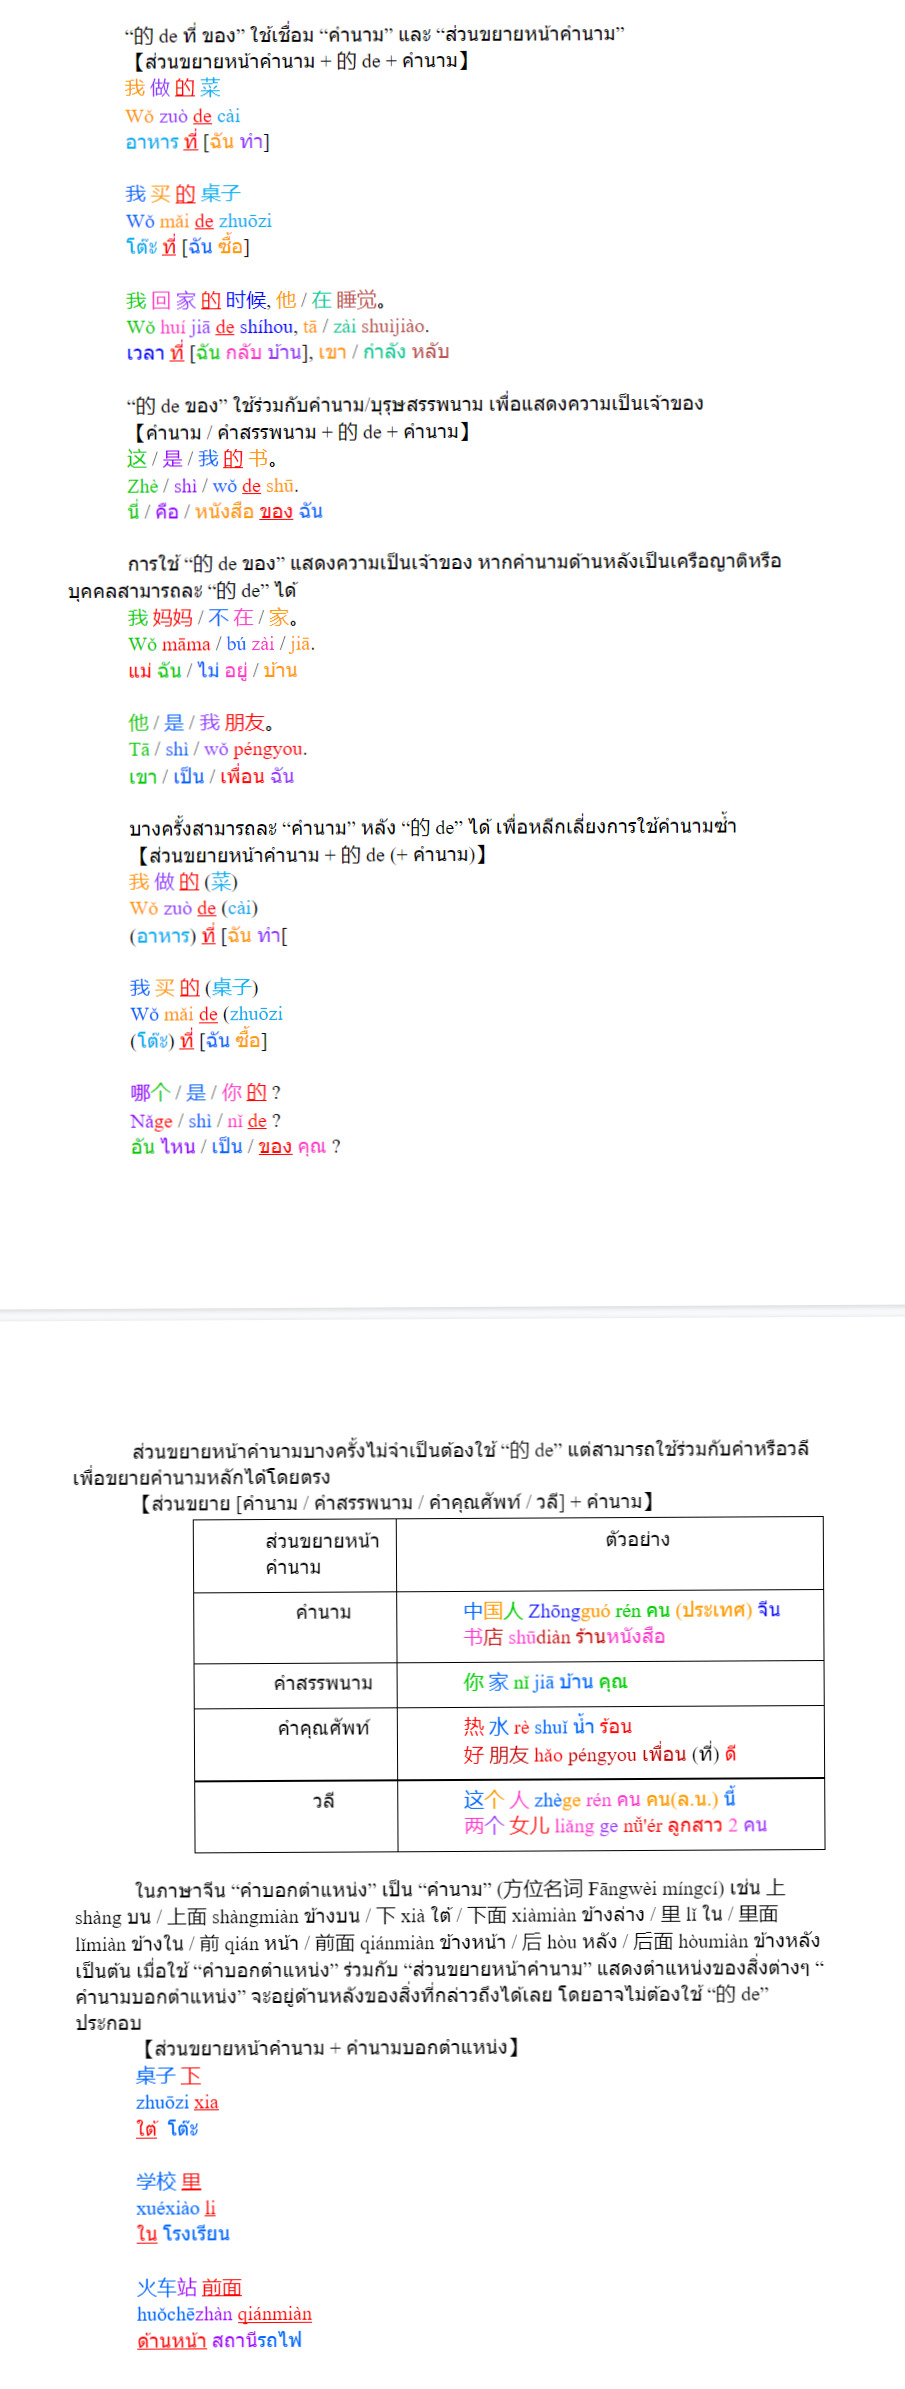 “的 de ที่ ของ” ใช้เชื่อม “คำนาม” และ “ส่วนขยายหน้าคำนาม”
【ส่วนขยายหน้าคำนาม + 的 de + คำนาม】
我 做 的 菜
Wǒ zuò de cài
อาหาร ที่ [ฉัน ทำ]
我 买 的 桌子
Wǒ mǎi de zhuōzi
โต๊ะ ที่ [ฉัน ซื้อ]
我 回 家 的 时候, 他 / 在 睡觉。
Wǒ huí jiā de shíhou, tā / zài shuìjiào.
เวลา ที่ [ฉัน กลับ บ้าน], เขา / กำลัง หลับ
“的 de ของ” ใช้ร่วมกับคำนาม/บุรุษสรรพนาม เพื่อแสดงความเป็นเจ้าของ
【คำนาม / คำสรรพนาม + 的 de + คำนาม】
这 / 是 / 我 的 书。
Zhè / shì / wǒ de shū.
นี่ / คือ / หนังสือ ของ ฉัน
การใช้ “的 de ของ” แสดงความเป็นเจ้าของ หากคำนามด้านหลังเป็นเครือญาติหรือ
บุคคลสามารถละ “的 de” ได้
我 妈妈 / 不 在 / 家。
Wǒ māma / bú zài / jiā.
แม่ ฉัน / ไม่ อยู่ / บ้าน
他 / 是 / 我 朋友。
Tā / shì / wǒ péngyou.
เขา / เป็น / เพื่อน ฉัน
บางครั้งสามารถละ “คำนาม” หลัง “的 de” ได้ เพื่อหลีกเลี่ยงการใช้คำนามซ้ำ
【ส่วนขยายหน้าคำนาม + 的 de (+ คำนาม)】
我 做 的 (菜)
Wǒ zuò de (cài)
(อาหาร) ที่ [ฉัน ทำ[
我 买 的 (桌子)
Wǒ mǎi de (zhuōzi
(โต๊ะ) ที่ [ฉัน ซื้อ]
哪个 / 是 / 你 的 ?
Nǎge / shì / nǐ de ?
อัน ไหน / เป็น / ของ คุณ ?
ส่วนขยายหน้าคำนามบางครั้งไม่จำเป็นต้องใช้ “的 de” แต่สามารถใช้ร่วมกับคำหรือวลี
เพื่อขยายคำนามหลักได้โดยตรง
【ส่วนขยาย [คำนาม / คำสรรพนาม / คำคุณศัพท์ / วลี] + คำนาม】
ส่วนขยายหน้า
คำนาม
ตัวอย่าง
คำนาม
中国人 Zhōngguó rén คน (ประเทศ) จีน
书店 shūdiàn ร้านหนังสือ
คำสรรพนาม
你 家 nǐ jiā บ้าน คุณ
คำคุณศัพท์
热 水 rè shuǐ น้ำ ร้อน
好 朋友 hǎo péngyou เพื่อน (ที่) ดี
วลี
这个 人 zhège rén คน คน(ล.น.) นี้
两个 女儿 liǎng ge nǚ'ér ลูกสาว 2 คน
ในภาษาจีน “คำบอกตำแหน่ง” เป็น “คำนาม” (方位名词 Fāngwèi míngcí) เช่น 上
shàng บน / 上面 shàngmiàn ข้างบน / 下 xià ใต้ / 下面 xiàmiàn ข้างล่าง / 里 lǐ ใน / 里面
lǐmiàn ข้างใน / 前 qián หน้า / 前面 qiánmiàn ข้างหน้า / 后 hòu หลัง / 后面 hòumiàn ข้างหลัง
เป็นต้น เมื่อใช้ “คำบอกตำแหน่ง” ร่วมกับ “ส่วนขยายหน้าคำนาม” แสดงตำแหน่งของสิ่งต่างๆ “
คำนามบอกตำแหน่ง” จะอยู่ด้านหลังของสิ่งที่กล่าวถึงได้เลย โดยอาจไม่ต้องใช้ “的 de”
ประกอบ
【ส่วนขยายหน้าคำนาม + คำนามบอกตำแหน่ง】
桌子 下
zhuōzi xia
ใต้ โต๊ะ
学校 里
xuéxiào li
ใน โรงเรียน
火车站 前面
huǒchēzhàn qiánmiàn
ด้านหน้า สถานีรถไฟ